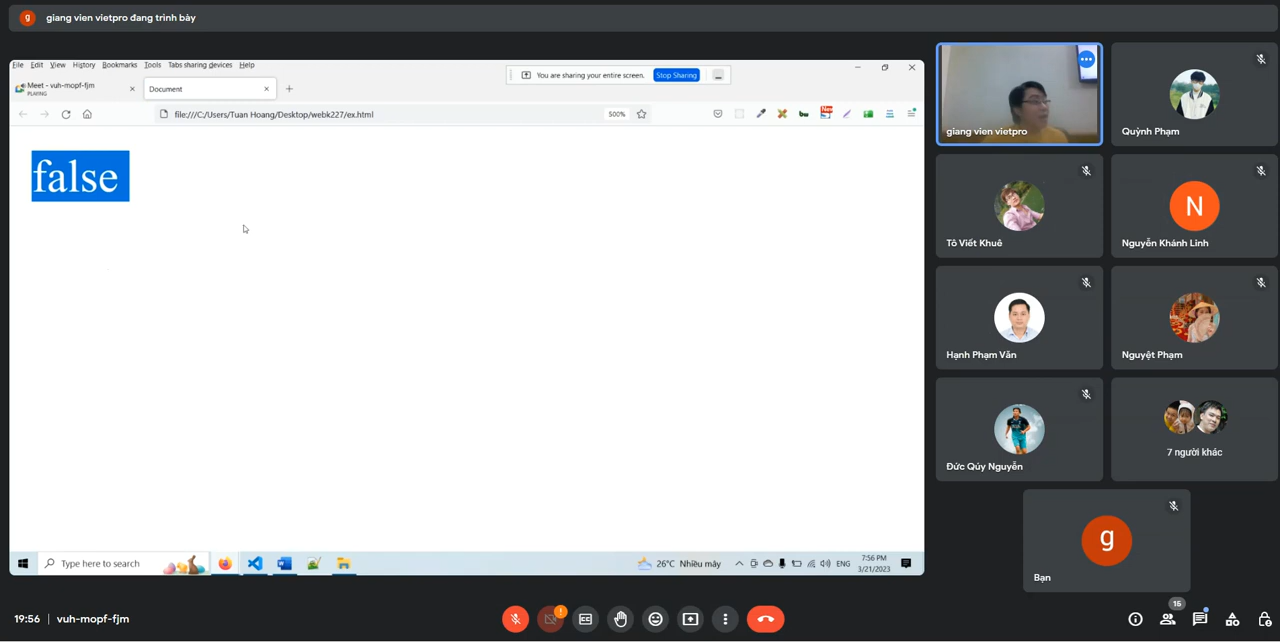 g giang vien vietpro đang trình bày
File Edit View History Bookmarks Tools Tabs sharing devices Help
Meet - vuh-mopf-fjm
PLAYING
Document
You are sharing your entire screen. Stop Sharing
file:///C:/Users/Tuan Hoang/Desktop/webk227/ex.html
500%
New
false
Type here to search
26°C Nhiều mây
ENG
7:56 PM
3/21/2023
giang vien vietpro
Quỳnh Phạm
Tô Viết Khuê
N
Nguyễn Khánh Linh
Hạnh Phạm Văn
Nguyệt Phạm
Đức Qúy Nguyễn
7 người khác
g
Bạn
19:56 | vuh-mopf-fjm
15